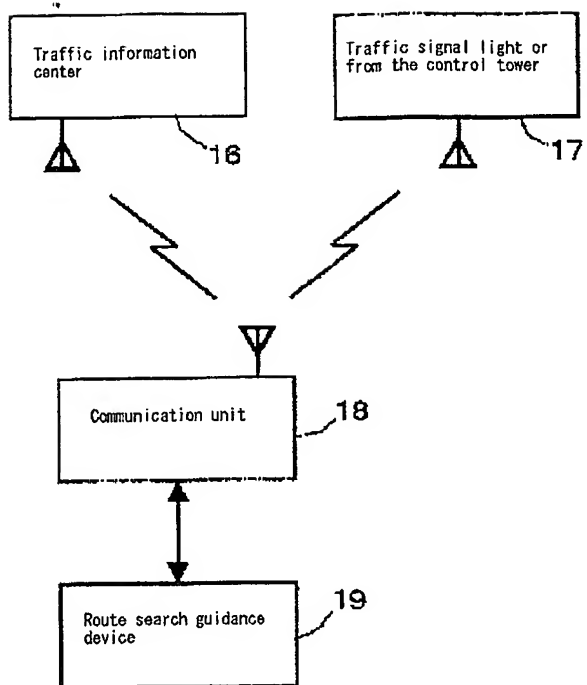 Traffic information
center
16
Traffic signal light or
from the control tower
17
Communication unit
18
Route search guidance
device
19